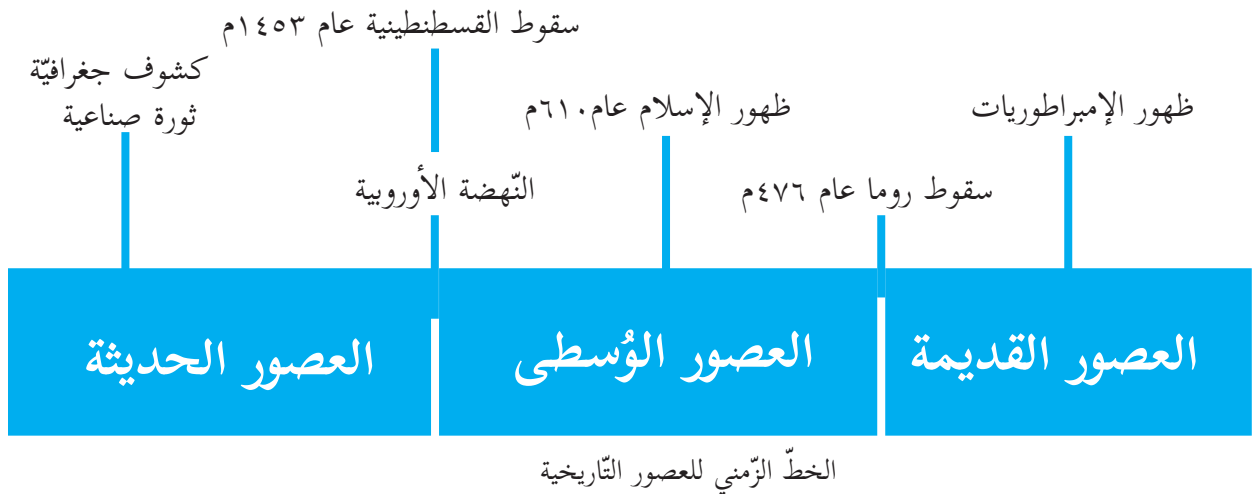 سقوط القسطنطينية عام ١٤٥٣م
ظهور الإمبراطوريات
ظهور الإسلام عام٦١٠م
كشوف جغرافيّة
ثورة صناعية
سقوط روما عام ٤٧٦م
النّهضة الأوروبية
العصور القديمة
العصور الوُسطى
العصور الحديثة
الخطّ الزّمني للعصور التّاريخية